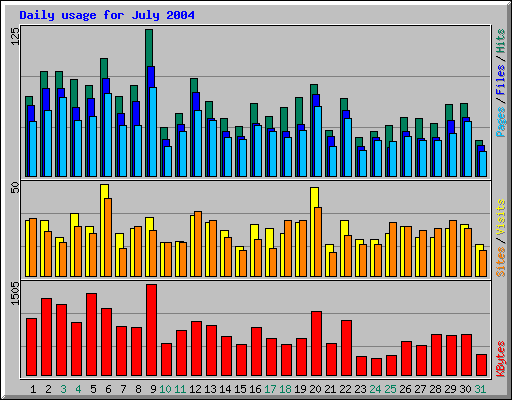 Daily usage for July 2004
125
50
1505
Pages / Files / Hits
Sites / Visits
KBytes
1 2 3 4 5 6 7 8 9 10 11 12 13 14 15 16 17 18 19 20 21 22 23 24 25 26 27 28 29 30 31